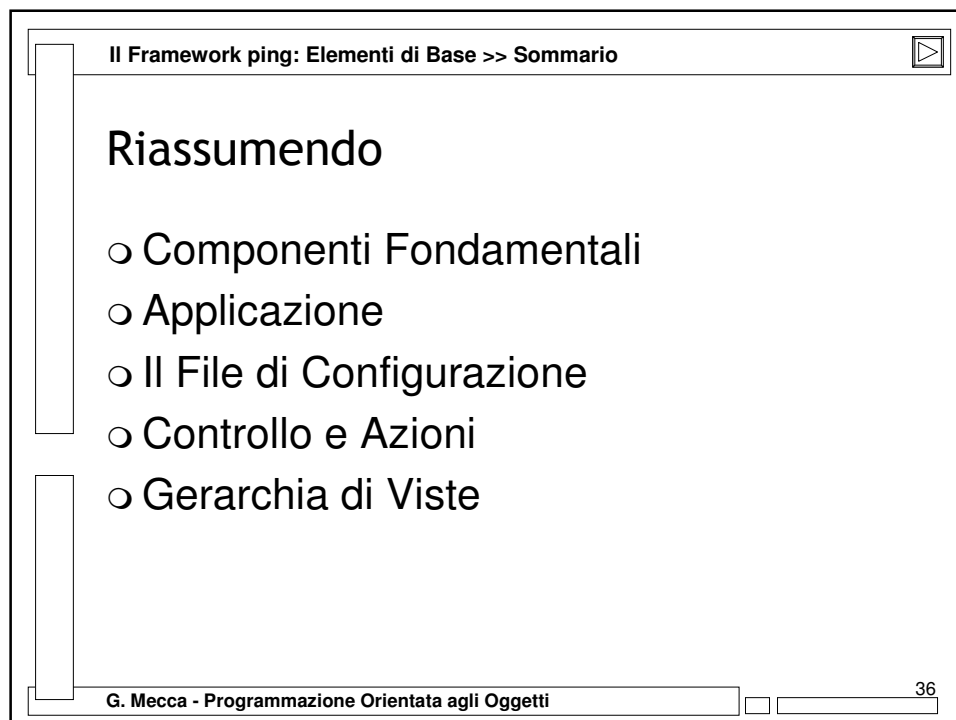 Il Framework ping: Elementi di Base >> Sommario
Riassumendo
Componenti Fondamentali
Applicazione
Il File di Configurazione
Controllo e Azioni
Gerarchia di Viste
G. Mecca - Programmazione Orientata agli Oggetti
36